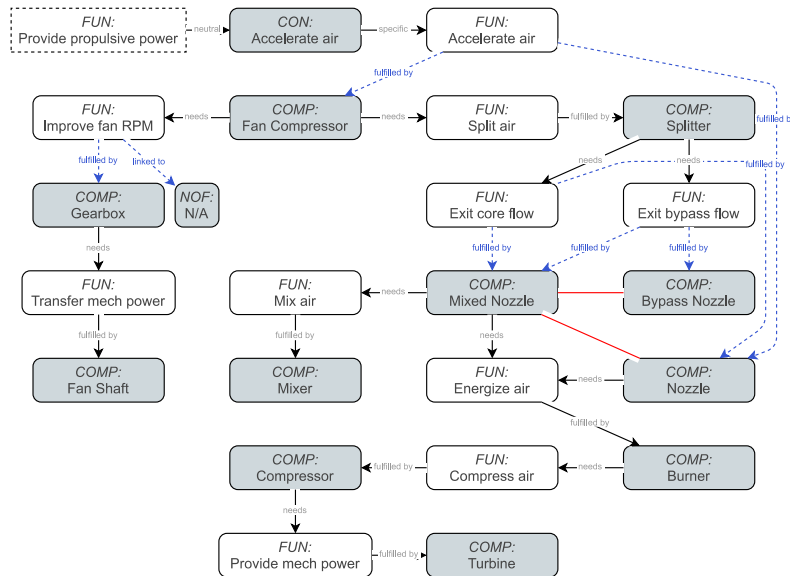 FUN:
Provide propulsive power
neutral
CON:
Accelerate air
specific
FUN:
Accelerate air
fulfilled by
FUN:
Improve fan RPM
needs
COMP:
Fan Compressor
needs
FUN:
Split air
fulfilled by
COMP:
Splitter
fulfilled by
fulfilled by
linked to
needs
needs
fulfilled by
COMP:
Gearbox
NOF:
N/A
FUN:
Exit core flow
FUN:
Exit bypass flow
needs
fulfilled by
fulfilled by
fulfilled by
FUN:
Transfer mech power
FUN:
Mix air
needs
COMP:
Mixed Nozzle
COMP:
Bypass Nozzle
fulfilled by
fulfilled by
needs
COMP:
Fan Shaft
COMP:
Mixer
FUN:
Energize air
needs
COMP:
Nozzle
fulfilled by
COMP:
Compressor
fulfilled by
FUN:
Compress air
needs
COMP:
Burner
needs
FUN:
Provide mech power
fulfilled by
COMP:
Turbine